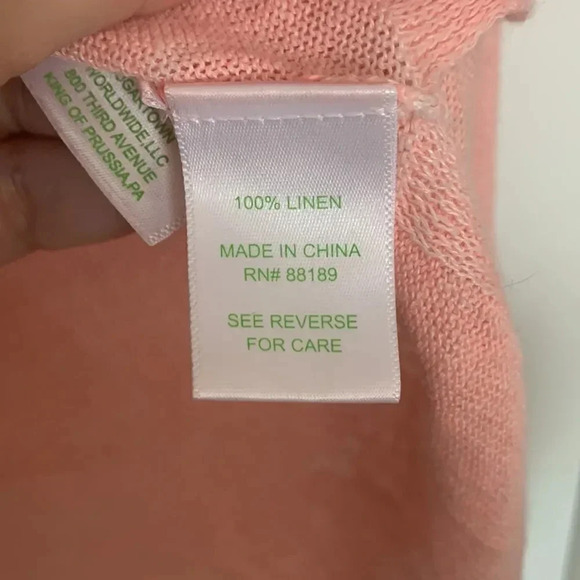 WORLDWIDE, LLC
800 THIRD AVENUE
KING OF PRUSSIA, PA
100% LINEN
MADE IN CHINA
RN# 88189
SEE REVERSE
FOR CARE